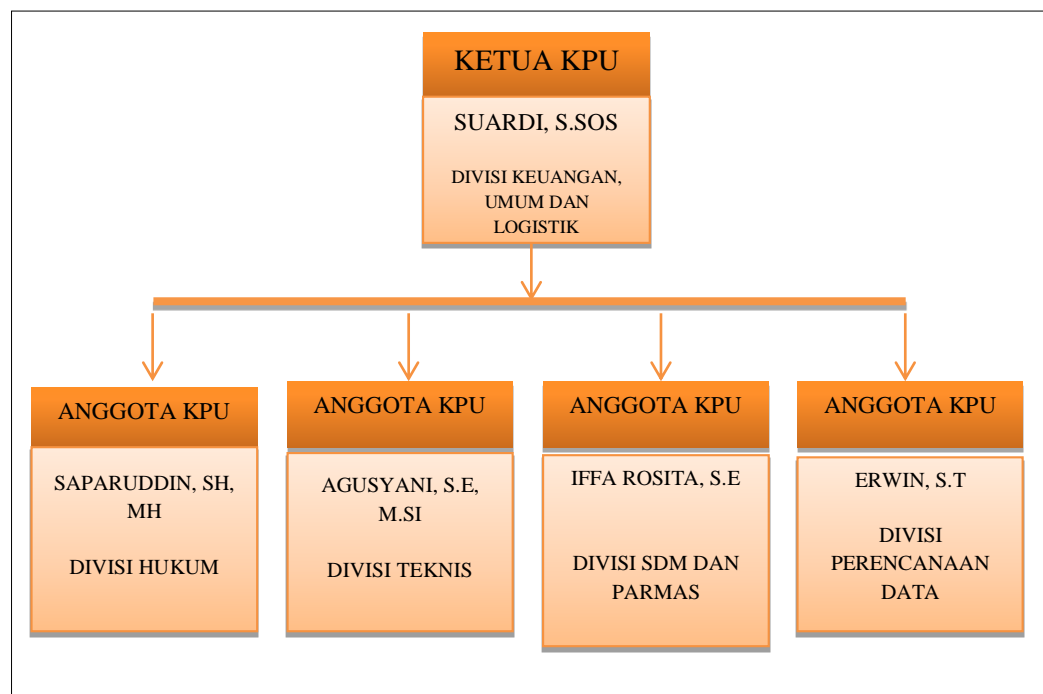 KETUA KPU
SUARDI, S.SOS
DIVISI KEUANGAN,
UMUM DAN
LOGISTIK
ANGGOTA KPU
SAPARUDDIN, SH,
MH
DIVISI HUKUM
ANGGOTA KPU
AGUSYANI, S.E,
M.SI
DIVISI TEKNIS
ANGGOTA KPU
IFFA ROSITA, S.E
DIVISI SDM DAN
PARMAS
ANGGOTA KPU
ERWIN, S.T
DIVISI
PERENCANAAN
DATA